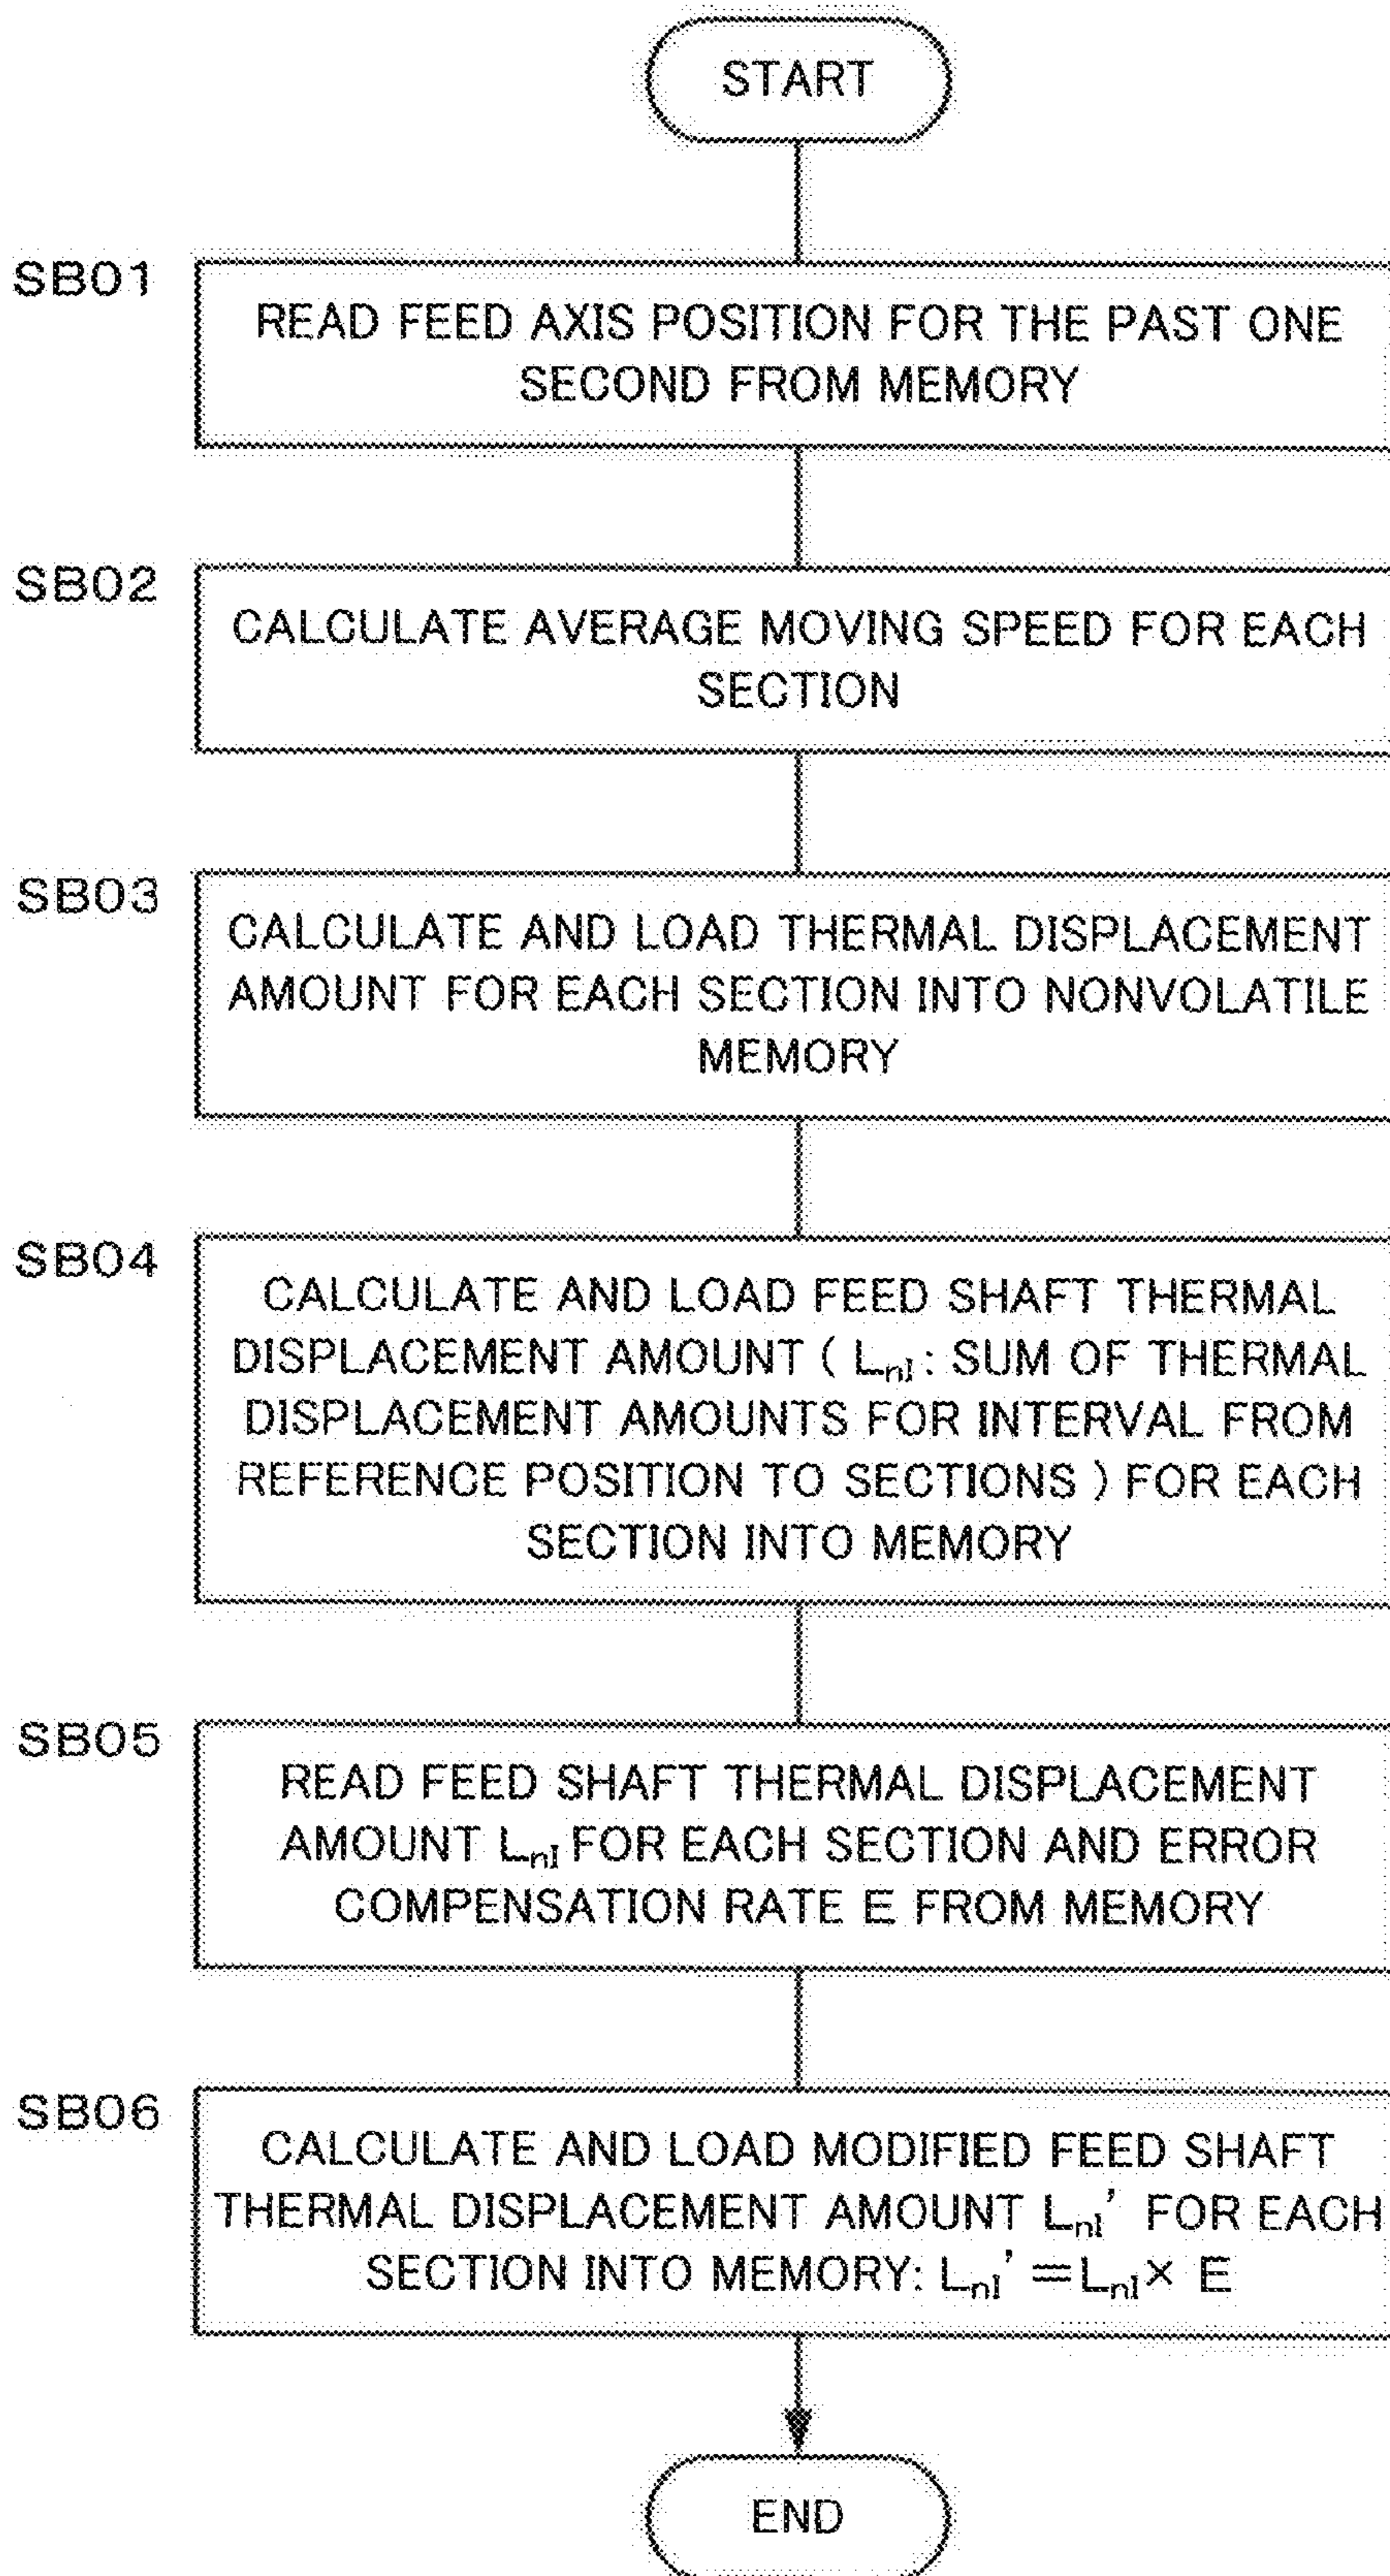 START
SB01
READ FEED AXIS POSITION FOR THE PAST ONE
SECOND FROM MEMORY
SB02
CALCULATE AVERAGE MOVING SPEED FOR EACH
SECTION
SB03
CALCULATE AND LOAD THERMAL DISPLACEMENT
AMOUNT FOR EACH SECTION INTO NONVOLATILE
MEMORY
SB04
CALCULATE AND LOAD FEED SHAFT THERMAL
DISPLACEMENT AMOUNT ( LnI : SUM OF THERMAL
DISPLACEMENT AMOUNTS FOR INTERVAL FROM
REFERENCE POSITION TO SECTIONS ) FOR EACH
SECTION INTO MEMORY
SB05
READ FEED SHAFT THERMAL DISPLACEMENT
AMOUNT LnI FOR EACH SECTION AND ERROR
COMPENSATION RATE E FROM MEMORY
SB06
CALCULATE AND LOAD MODIFIED FEED SHAFT
THERMAL DISPLACEMENT AMOUNT LnI' FOR EACH
SECTION INTO MEMORY: LnI' = LnI × E
END